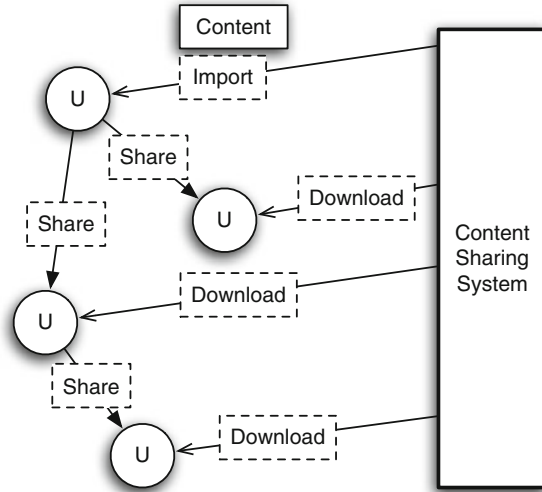 Content
Import
U
Share
Download
U
Share
Content
Sharing
System
Download
U
Share
Download
U